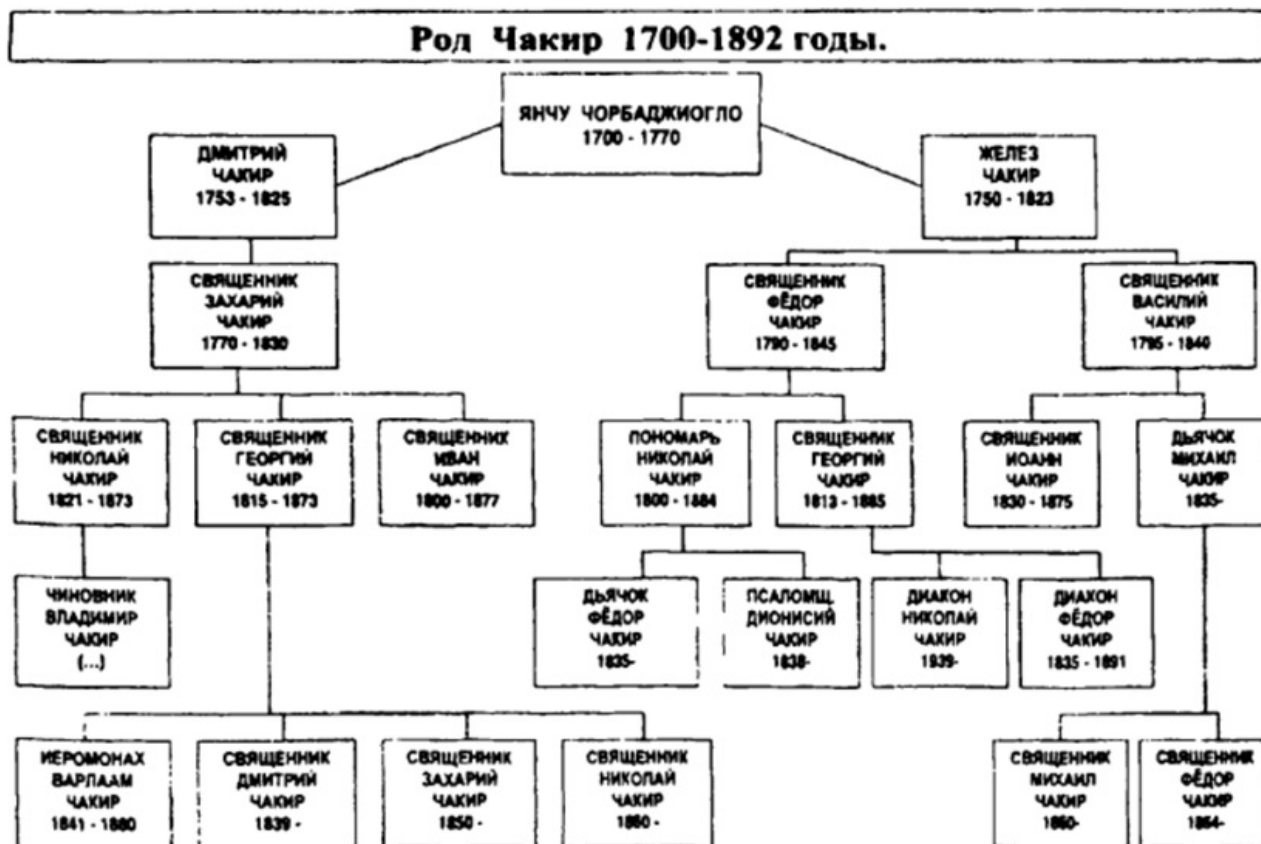 Род Чакир 1700-1892 годы.
ЯНЧУ ЧОРБАДЖИОГЛО
1700 - 1770
ДМИТРИЙ
ЧАКИР
1753 - 1825
ЖЕЛЕЗ
ЧАКИР
1750 - 1823
СВЯЩЕННИК
ЗАХАРИЙ
ЧАКИР
1770 - 1830
СВЯЩЕННИК
ФЁДОР
ЧАКИР
1790 - 1845
СВЯЩЕННИК
ВАСИЛИЙ
ЧАКИР
1795 - 1840
СВЯЩЕННИК
НИКОЛАЙ
ЧАКИР
1821 - 1873
СВЯЩЕННИК
ГЕОРГИЙ
ЧАКИР
1815 - 1873
СВЯЩЕННИК
ИВАН
ЧАКИР
1800 - 1877
ПОНОМАРЬ
НИКОЛАЙ
ЧАКИР
1800 - 1884
СВЯЩЕННИК
ГЕОРГИЙ
ЧАКИР
1813 - 1885
СВЯЩЕННИК
ИОАНН
ЧАКИР
1830 - 1875
ДЬЯЧОК
МИХАИЛ
ЧАКИР
1835-
ЧИНОВНИК
ВЛАДИМИР
ЧАКИР
(...)
ДЬЯЧОК
ФЁДОР
ЧАКИР
1835-
ПСАЛОМЩ.
ДИОНИСИЙ
ЧАКИР
1838-
ДИАКОН
НИКОЛАЙ
ЧАКИР
1939-
ДИАКОН
ФЁДОР
ЧАКИР
1835 - 1891
ИЕРОМОНАХ
ВАРЛААМ
ЧАКИР
1841 - 1880
СВЯЩЕННИК
ДМИТРИЙ
ЧАКИР
1839 -
СВЯЩЕННИК
ЗАХАРИЙ
ЧАКИР
1850 -
СВЯЩЕННИК
НИКОЛАЙ
ЧАКИР
1860 -
СВЯЩЕННИК
МИХАИЛ
ЧАКИР
1860-
СВЯЩЕННИК
ФЁДОР
ЧАКИР
1864-